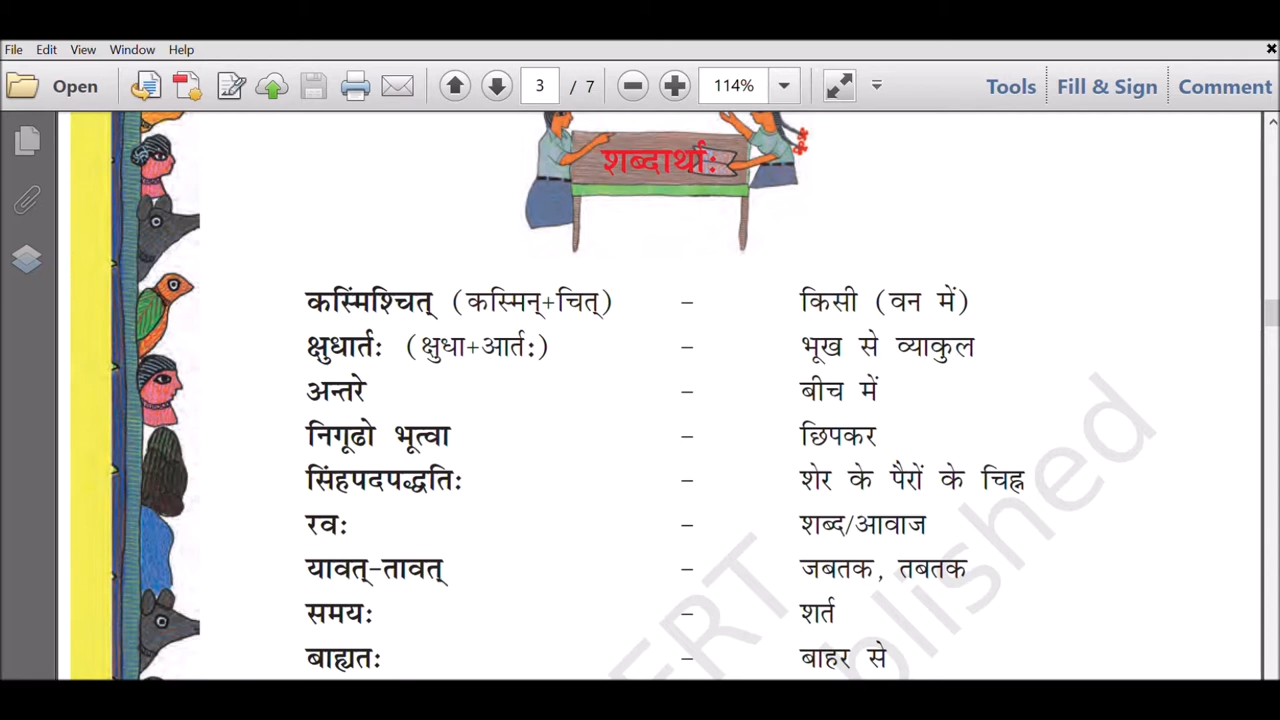 File Edit View Window Help
Open 3 / 7 114% Tools Fill & Sign Comment
शब्दार्थाः
कस्मिंश्चित् (कस्मिन्+चित्) – किसी (वन में)
क्षुधार्तः (क्षुधा+आर्तः) – भूख से व्याकुल
अन्तरे – बीच में
निगूढो भूत्वा – छिपकर
सिंहपदपद्धतिः – शेर के पैरों के चिह्न
रवः – शब्द/आवाज
यावत्-तावत् – जबतक, तबतक
समयः – शर्त
बाह्यतः – बाहर से